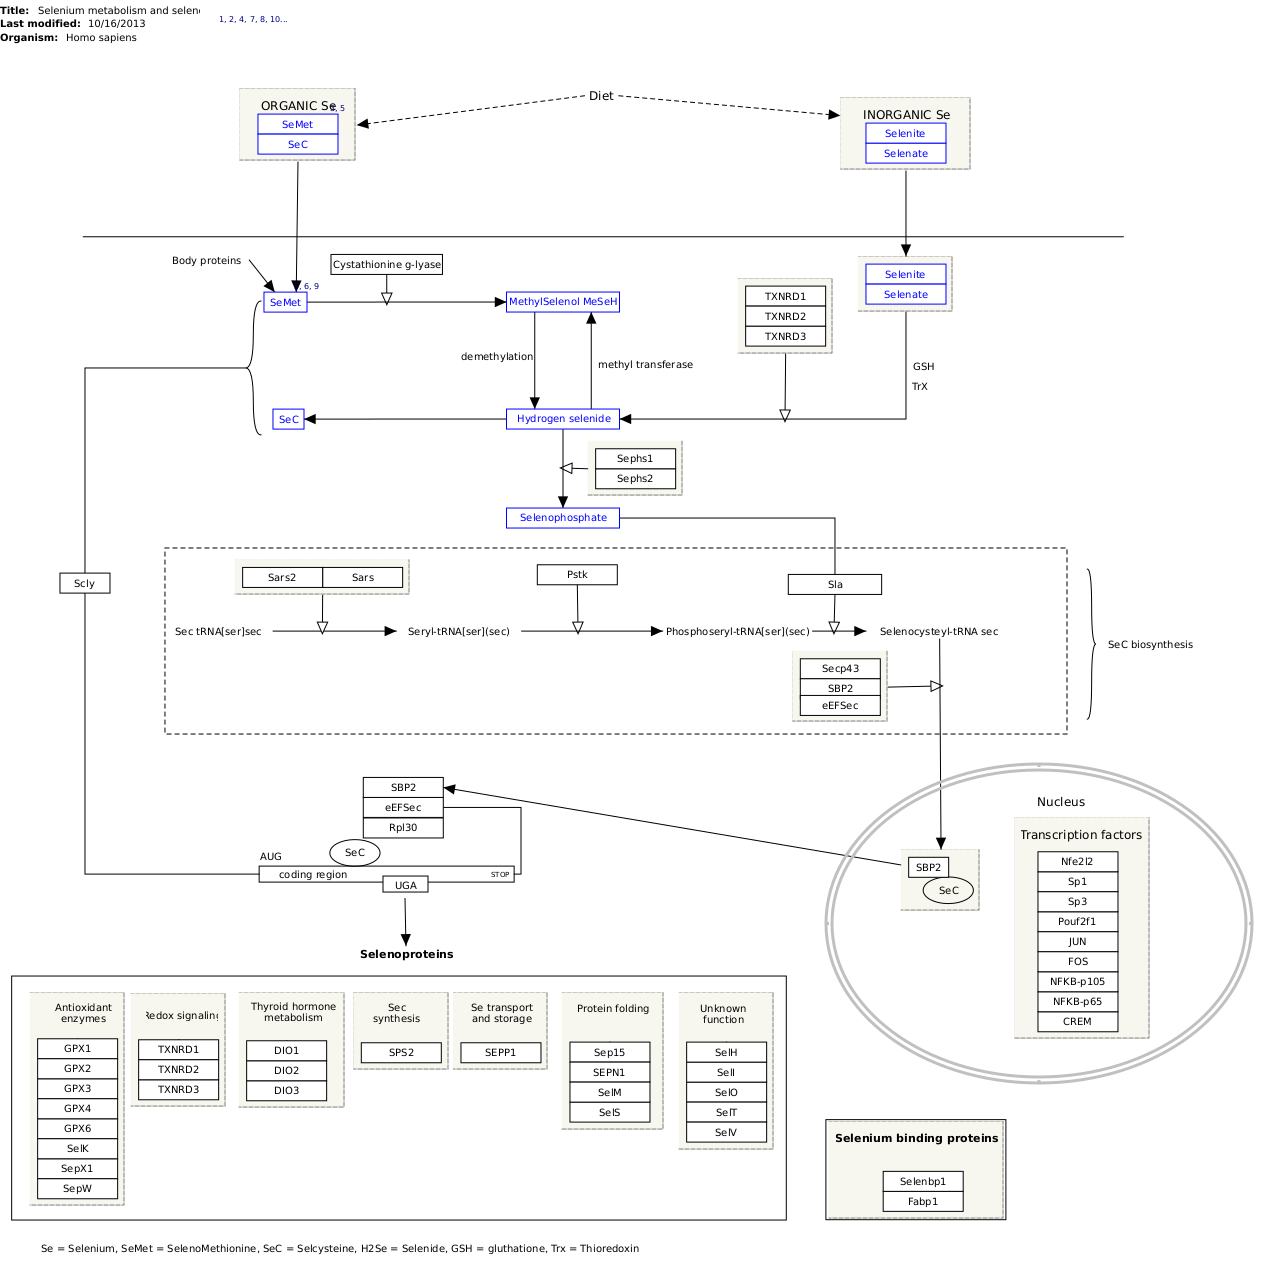 Title: Selenium metabolism and
Last modified: 10/16/2013
Organism: Homo sapiens
1, 2, 4, 7, 8, 10...
Diet
ORGANIC Se
, 5
SeMet
SeC
INORGANIC Se
Selenite
Selenate
Body proteins
Cystathionine g-lyase
, 6, 9
SeMet
MethylSelenol MeSeH
Selenite
Selenate
TXNRD1
TXNRD2
TXNRD3
demethylation
methyl transferase
GSH
TrX
SeC
Hydrogen selenide
Sephs1
Sephs2
Selenophosphate
Scly
Sars2
Sars
Pstk
Sla
Sec tRNA[ser]sec
Seryl-tRNA[ser](sec)
Phosphoseryl-tRNA[ser](sec)
Selenocysteyl-tRNA sec
SeC biosynthesis
Secp43
SBP2
eEFSec
SBP2
eEFSec
Rpl30
SeC
AUG
coding region
STOP
UGA
Nucleus
Transcription factors
Nfe2l2
Sp1
Sp3
Pouf2f1
JUN
FOS
NFKB-p105
NFKB-p65
CREM
SBP2
SeC
Selenoproteins
Antioxidant
enzymes
GPX1
GPX2
GPX3
GPX4
GPX6
SelK
SepX1
SepW
Redox signaling
TXNRD1
TXNRD2
TXNRD3
Thyroid hormone
metabolism
DIO1
DIO2
DIO3
Sec
synthesis
SPS2
Se transport
and storage
SEPP1
Protein folding
Sep15
SEPN1
SelM
SelS
Unknown
function
SelH
SelI
SelO
SelT
SelV
Selenium binding proteins
Selenbp1
Fabp1
Se = Selenium, SeMet = SelenoMethionine, SeC = Selcysteine, H2Se = Selenide, GSH = gluthatione, Trx = Thioredoxin